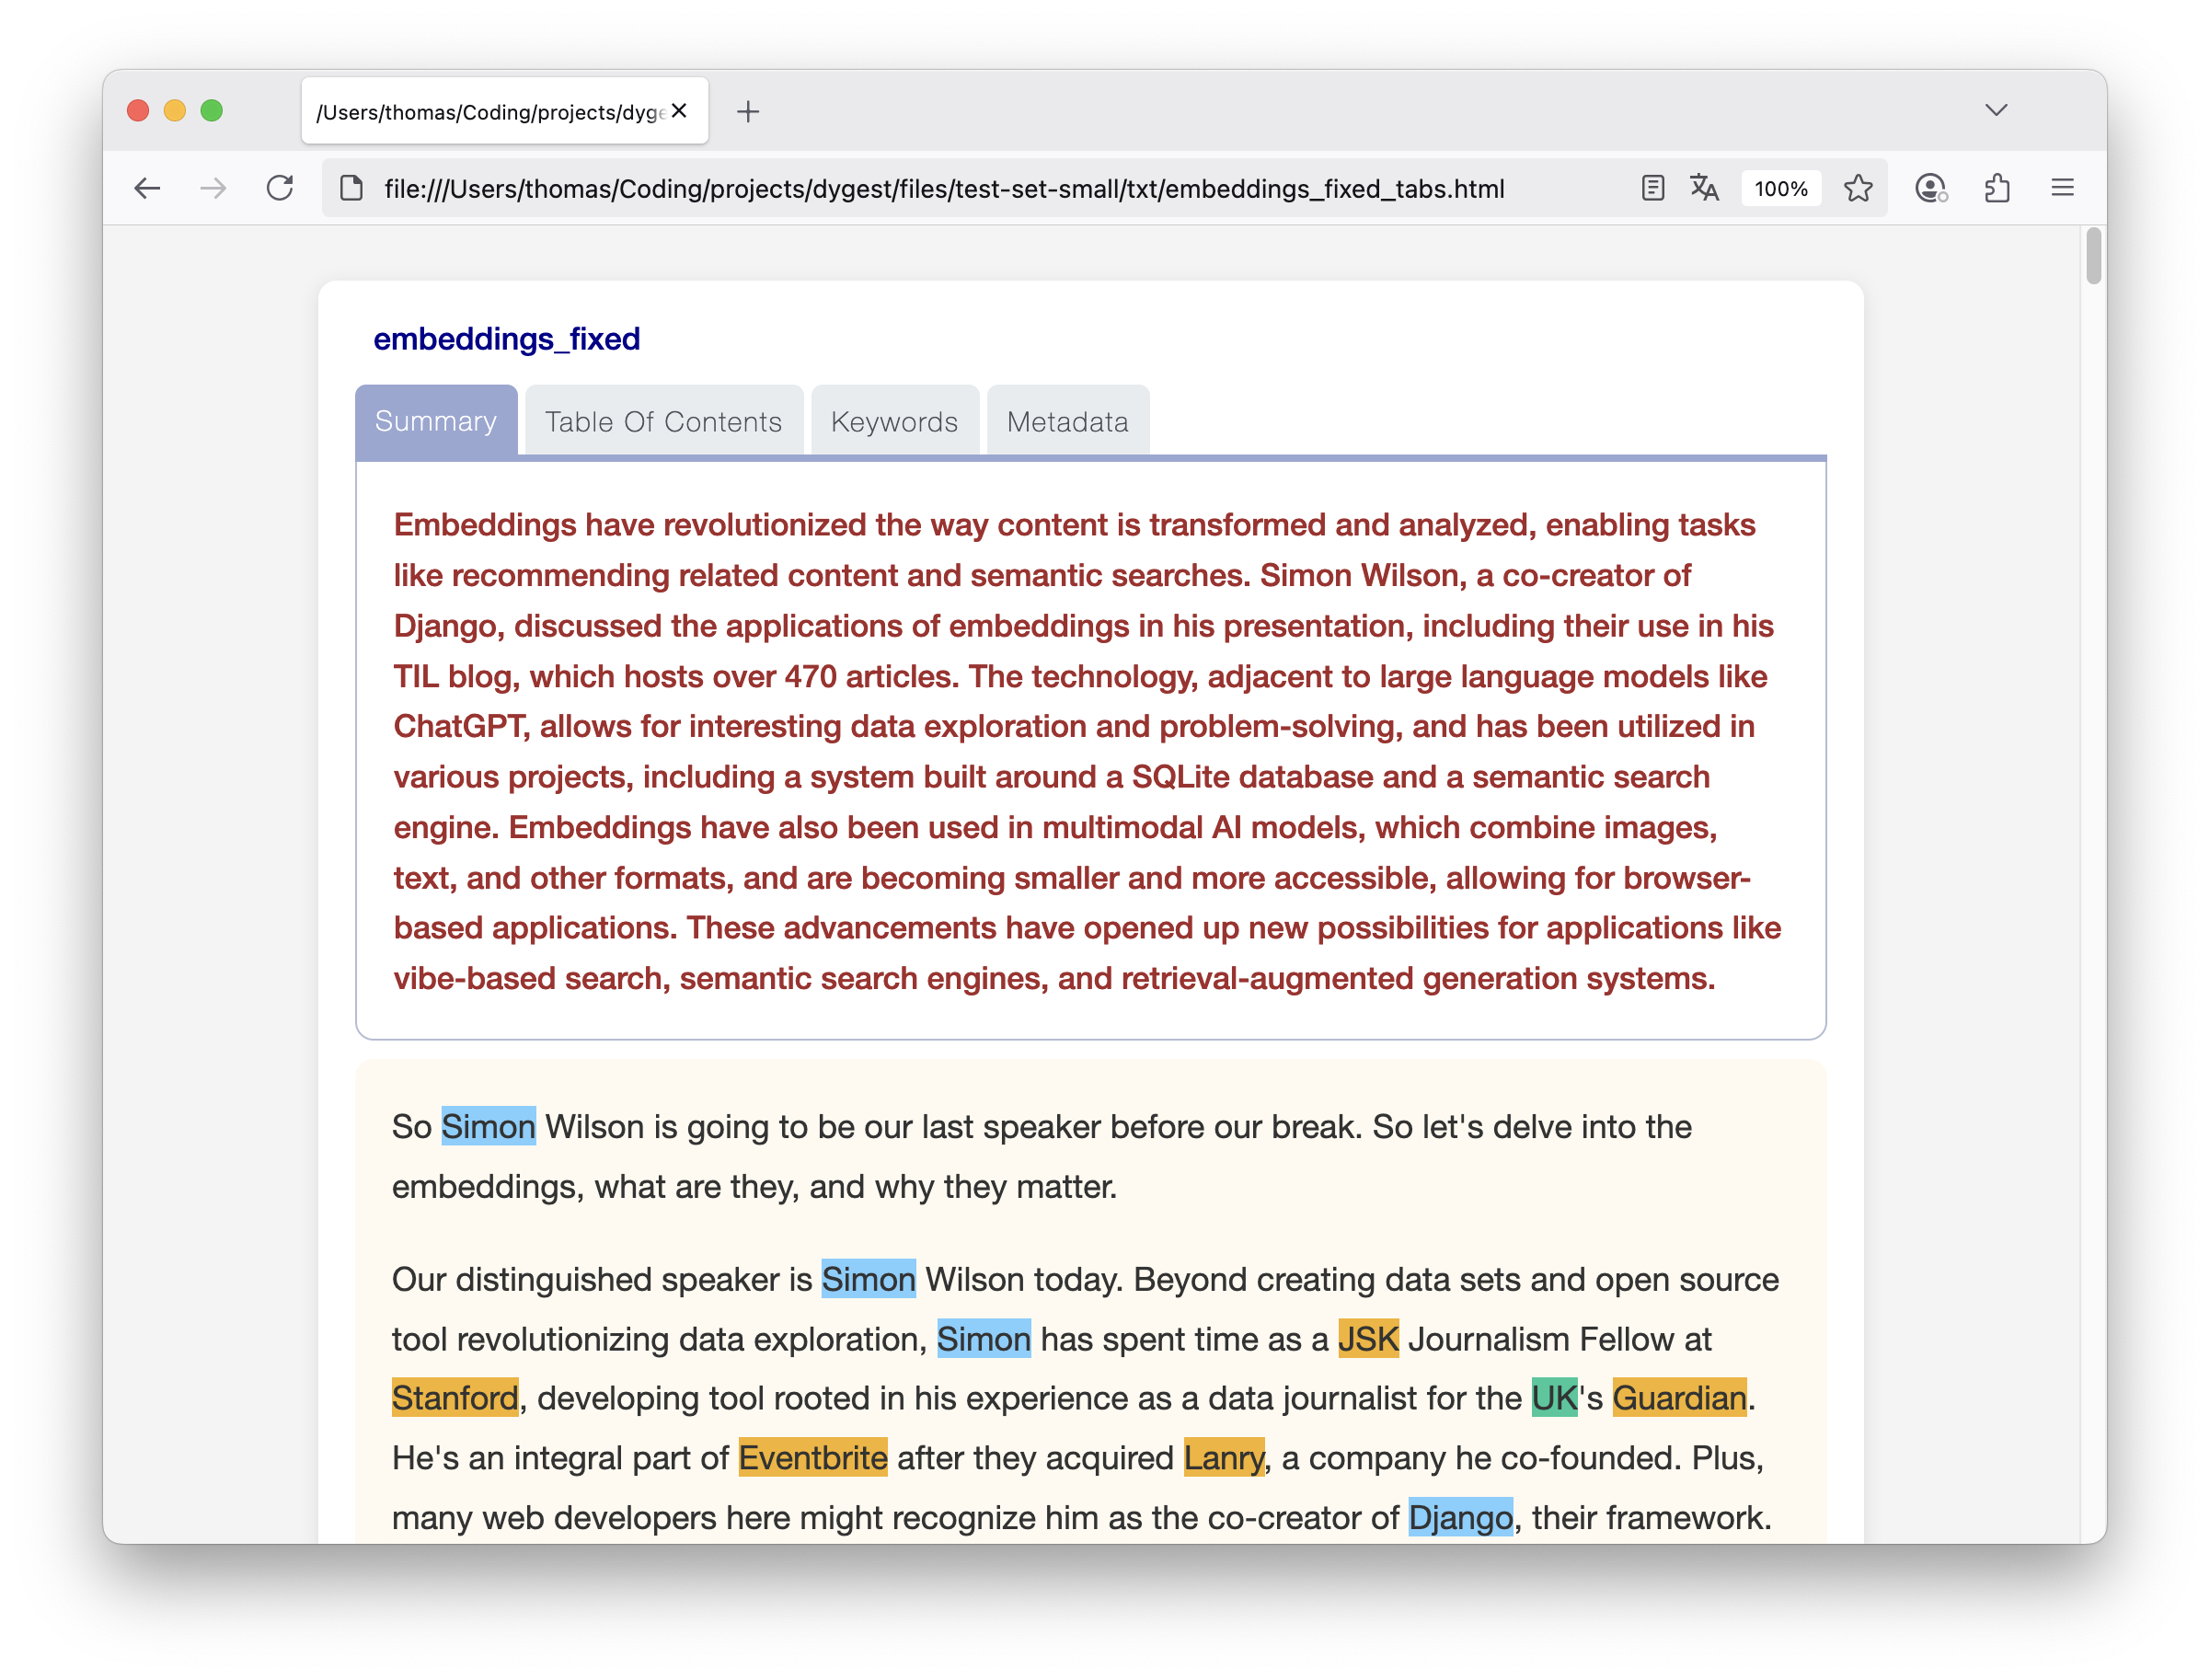 /Users/thomas/Coding/projects/dyge
file:///Users/thomas/Coding/projects/dygest/files/test-set-small/txt/embeddings_fixed_tabs.html
100%
embeddings_fixed
Summary
Table Of Contents
Keywords
Metadata
Embeddings have revolutionized the way content is transformed and analyzed, enabling tasks
like recommending related content and semantic searches. Simon Wilson, a co-creator of
Django, discussed the applications of embeddings in his presentation, including their use in his
TIL blog, which hosts over 470 articles. The technology, adjacent to large language models like
ChatGPT, allows for interesting data exploration and problem-solving, and has been utilized in
various projects, including a system built around a SQLite database and a semantic search
engine. Embeddings have also been used in multimodal AI models, which combine images,
text, and other formats, and are becoming smaller and more accessible, allowing for browser-
based applications. These advancements have opened up new possibilities for applications like
vibe-based search, semantic search engines, and retrieval-augmented generation systems.
So Simon Wilson is going to be our last speaker before our break. So let's delve into the
embeddings, what are they, and why they matter.
Our distinguished speaker is Simon Wilson today. Beyond creating data sets and open source
tool revolutionizing data exploration, Simon has spent time as a JSK Journalism Fellow at
Stanford, developing tool rooted in his experience as a data journalist for the UK's Guardian.
He's an integral part of Eventbrite after they acquired Lanry, a company he co-founded. Plus,
many web developers here might recognize him as the co-creator of Django, their framework.